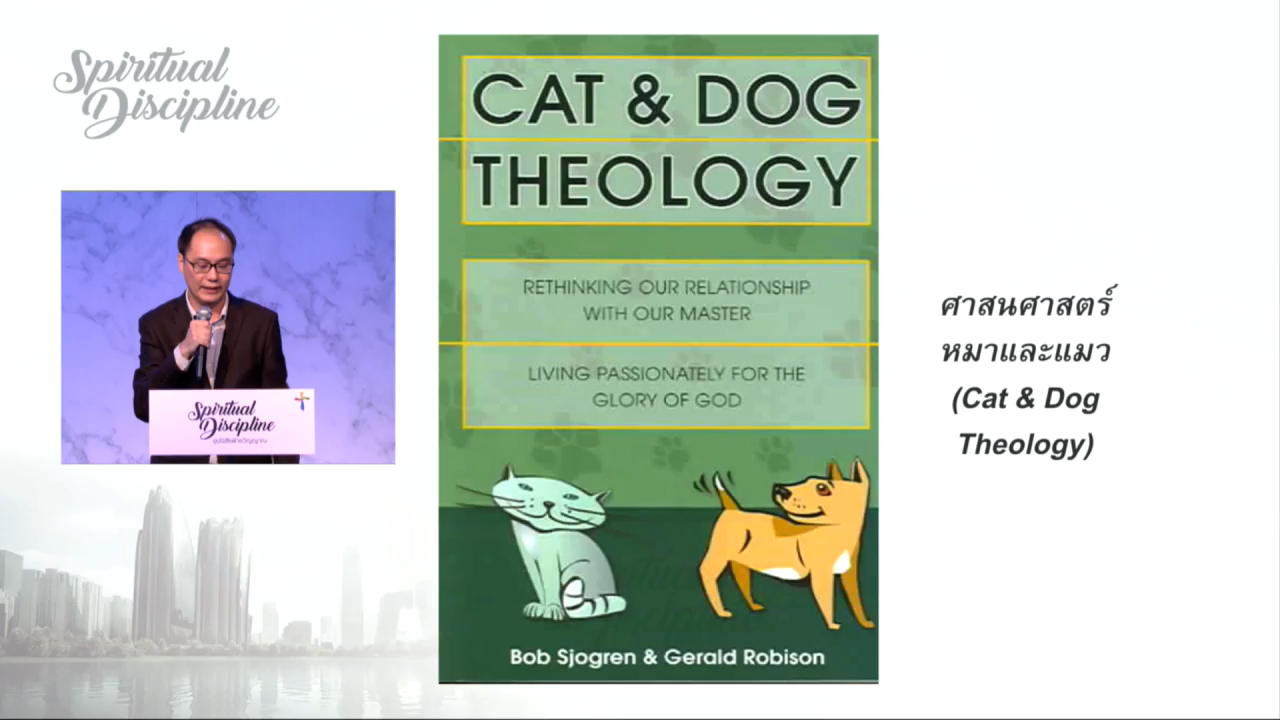 Spiritual
Discipline
CAT & DOG
THEOLOGY
RETHINKING OUR RELATIONSHIP
WITH OUR MASTER
LIVING PASSIONATELY FOR THE
GLORY OF GOD
Bob Sjogren & Gerald Robison
ศาสนศาสตร์
หมาและแมว
(Cat & Dog
Theology)
Spiritual
Discipline